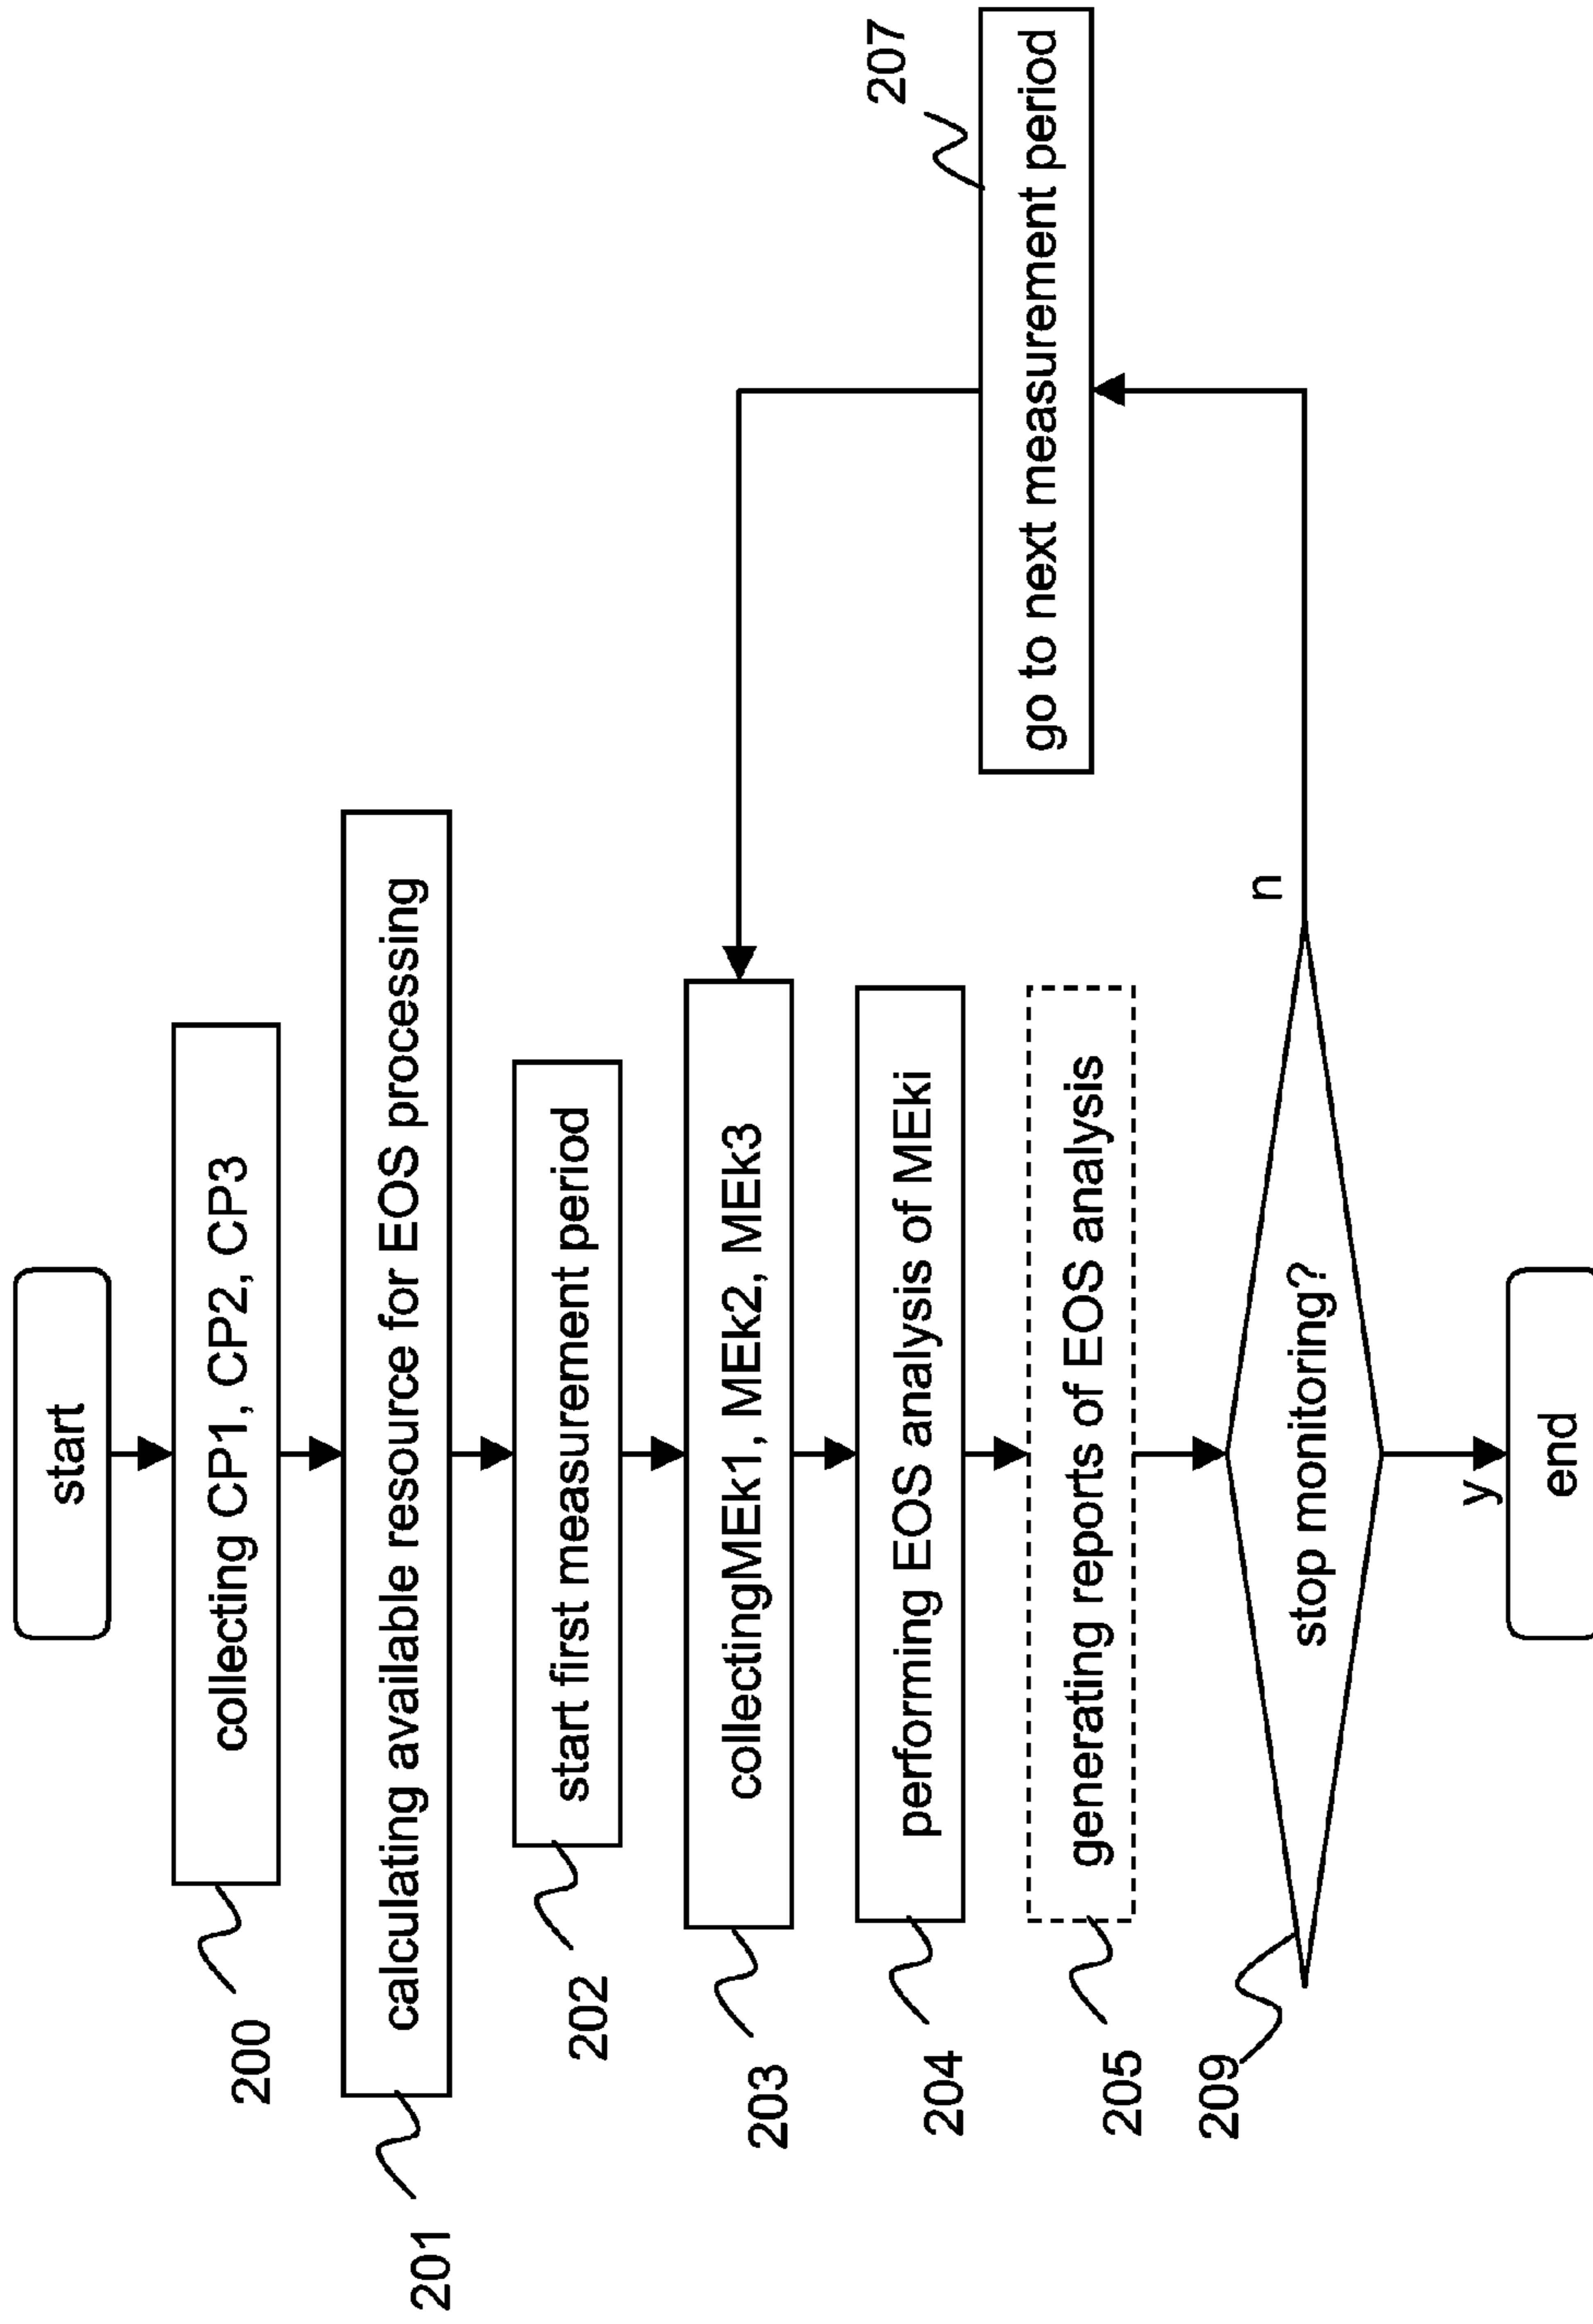 start
collecting CP1, CP2, CP3
200
calculating available resource for EOS processing
201
start first measurement period
202
collectingMEk1, MEk2, MEk3
203
performing EOS analysis of MEki
204
generating reports of EOS analysis
205
go to next measurement period
207
stop monitoring?
209
n
y
end